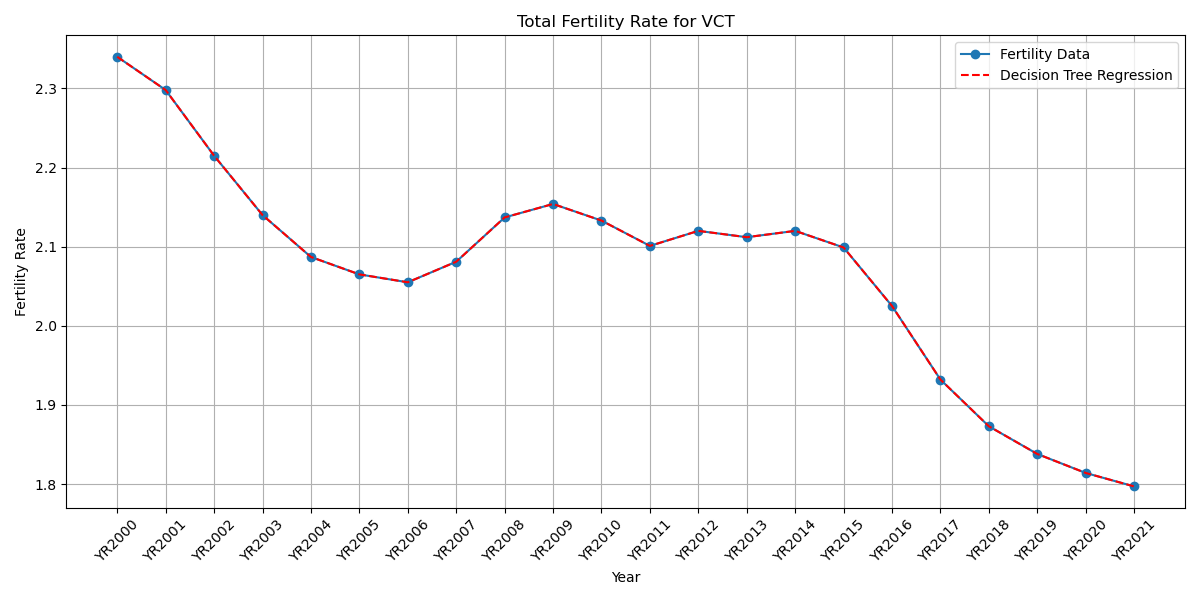 Total Fertility Rate for VCT
Fertility Data
Decision Tree Regression
Fertility Rate
2.3
2.2
2.1
2.0
1.9
1.8
YR2000
YR2001
YR2002
YR2003
YR2004
YR2005
YR2006
YR2007
YR2008
YR2009
YR2010
YR2011
YR2012
YR2013
YR2014
YR2015
YR2016
YR2017
YR2018
YR2019
YR2020
YR2021
Year